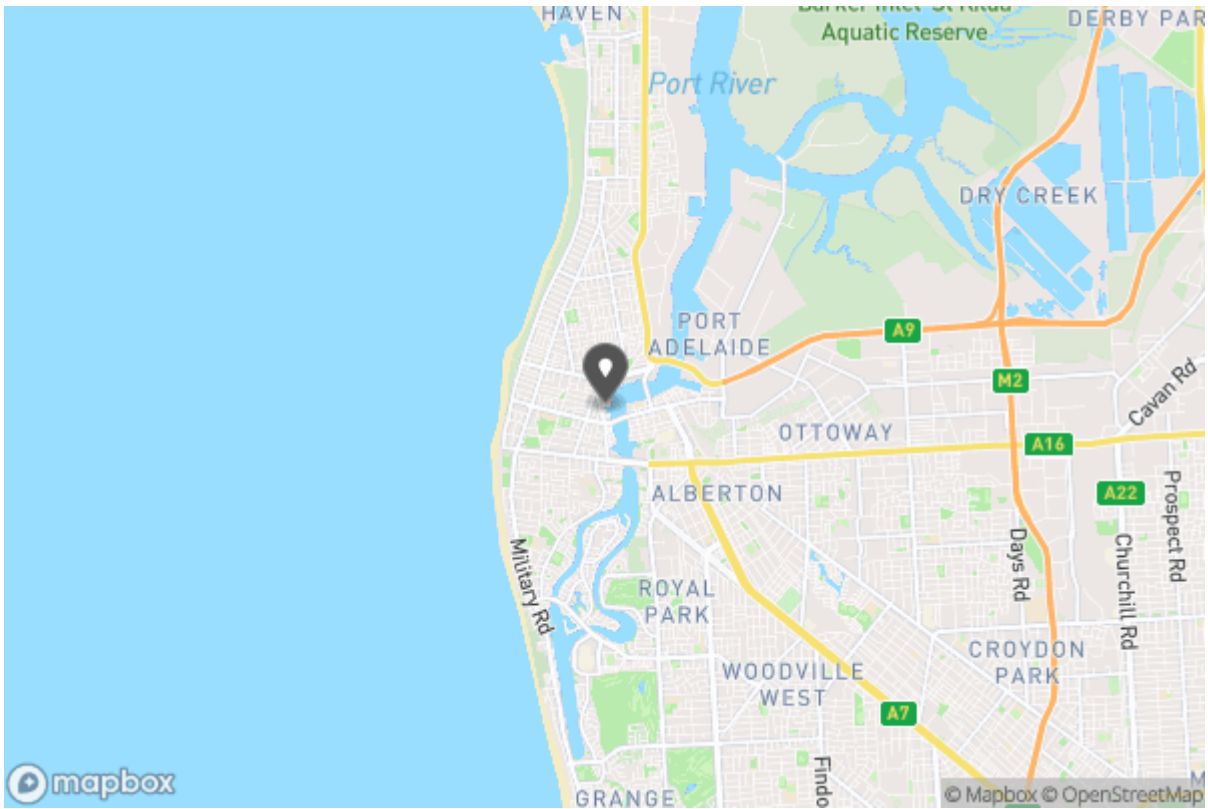 HAVEN
Aquatic Reserve
DERBY PAR
Port River
DRY CREEK
PORT
ADELAIDE
A9
M2
Cavan Rd
OTTOWAY
A16
ALBERTON
A22
Prospect Rd
Military Rd
Days Rd
Churchill Rd
ROYAL
PARK
CROYDON
PARK
WOODVILLE
WEST
A7
Findo
GRANGE
M
mapbox
© Mapbox © OpenStreetMap